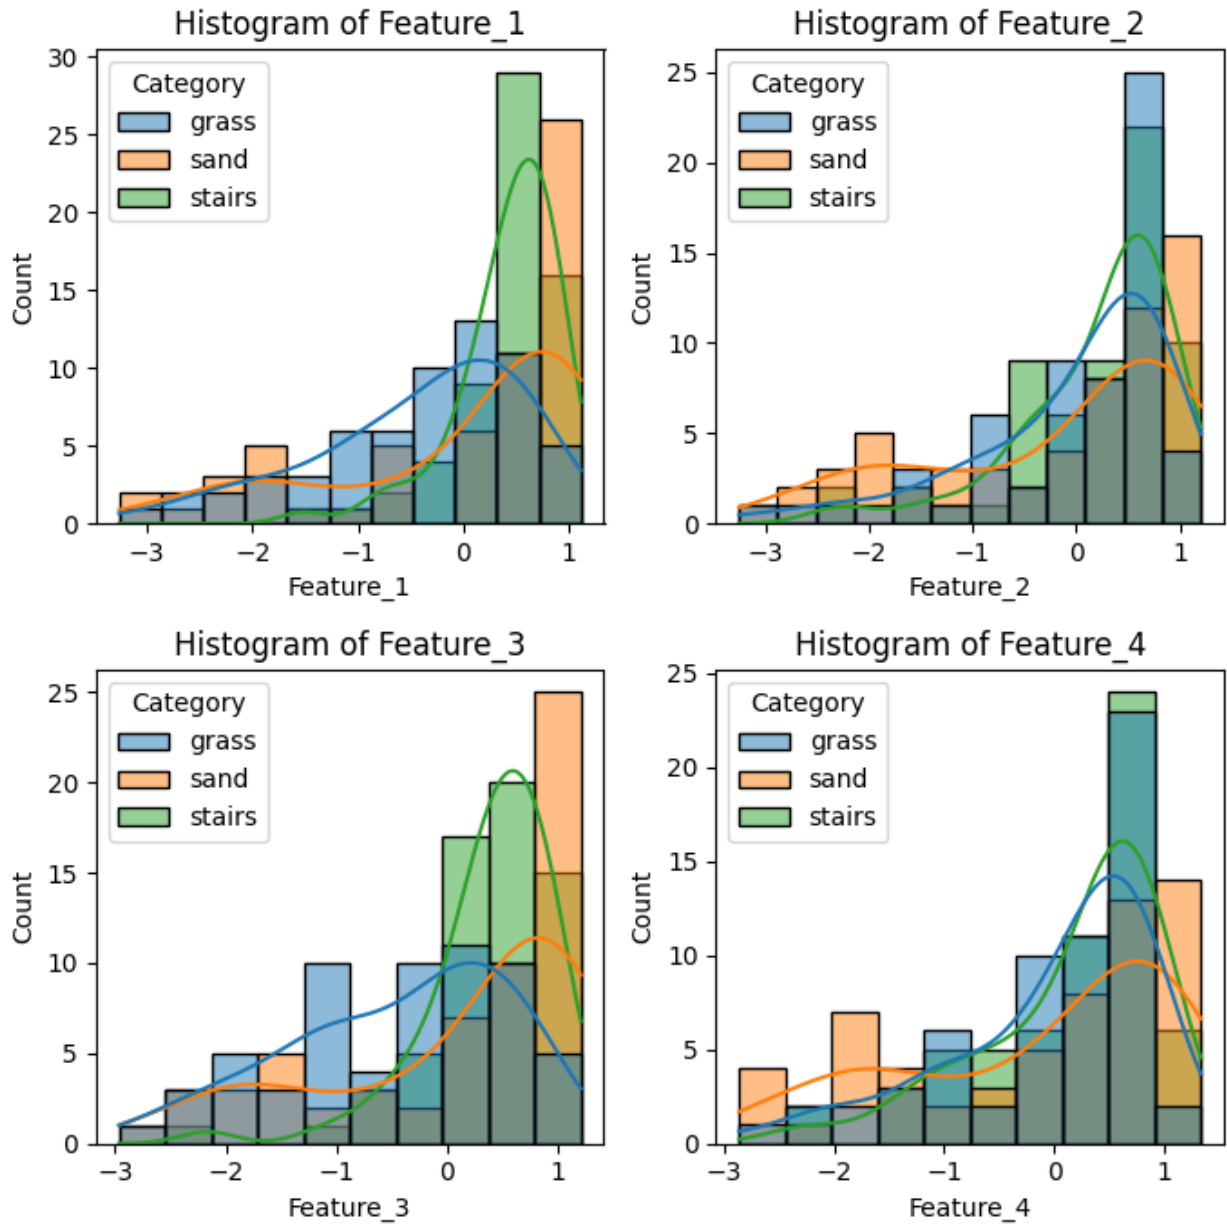 Histogram of Feature_1
Category
grass
sand
stairs
30
25
20
15
10
5
0
Count
−3 −2 −1 0 1
Feature_1
Histogram of Feature_2
Category
grass
sand
stairs
25
20
15
10
5
0
Count
−3 −2 −1 0 1
Feature_2
Histogram of Feature_3
Category
grass
sand
stairs
25
20
15
10
5
0
Count
−3 −2 −1 0 1
Feature_3
Histogram of Feature_4
Category
grass
sand
stairs
25
20
15
10
5
0
Count
−3 −2 −1 0 1
Feature_4